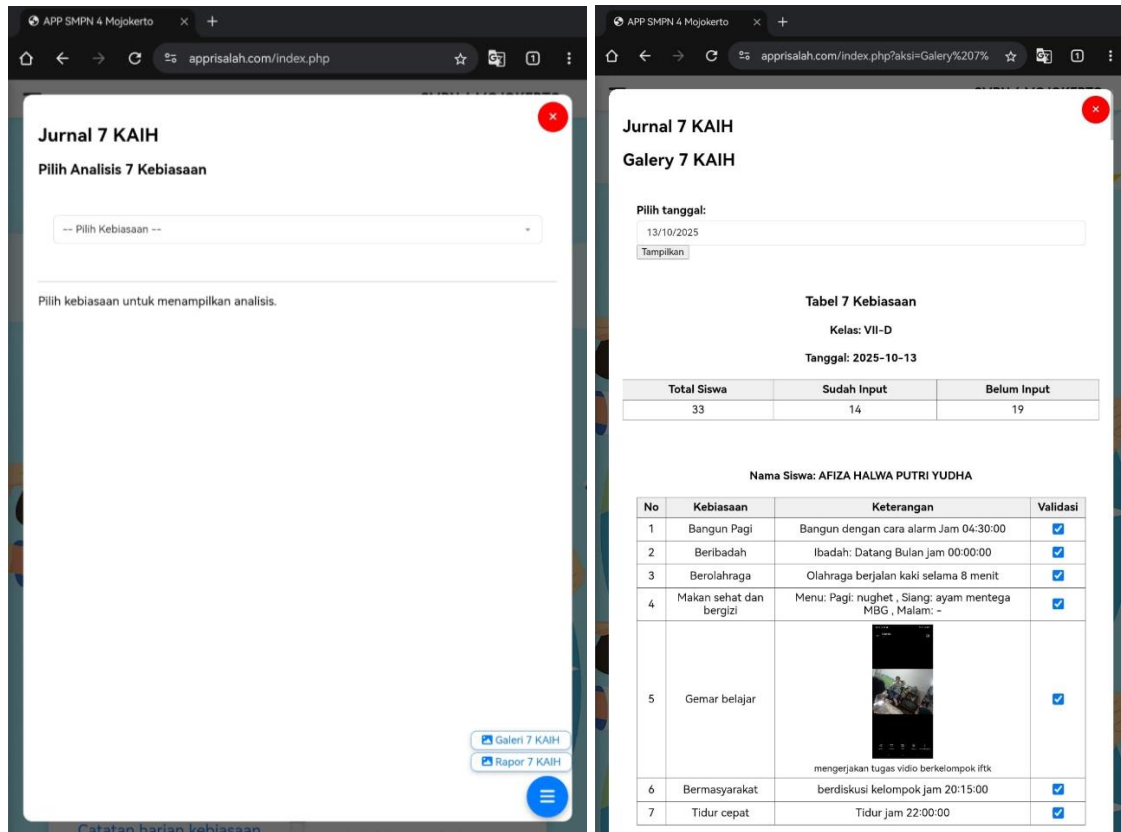 APP SMPN 4 Mojokerto
apprisalah.com/index.php
1
Jurnal 7 KAIH
Pilih Analisis 7 Kebiasaan
-- Pilih Kebiasaan --
Pilih kebiasaan untuk menampilkan analisis.
Galeri 7 KAIH
Rapor 7 KAIH
Catatan harian kebiasaan
APP SMPN 4 Mojokerto
apprisalah.com/index.php?aksi=Galery%207%
1
Jurnal 7 KAIH
Galery 7 KAIH
Pilih tanggal:
13/10/2025
Tampilkan
Tabel 7 Kebiasaan
Kelas: VII-D
Tanggal: 2025-10-13
Total Siswa Sudah Input Belum Input
33 14 19
Nama Siswa: AFIZA HALWA PUTRI YUDHA
No Kebiasaan Keterangan Validasi
1 Bangun Pagi Bangun dengan cara alarm Jam 04:30:00
2 Beribadah Ibadah: Datang Bulan jam 00:00:00
3 Berolahraga Olahraga berjalan kaki selama 8 menit
4 Makan sehat dan bergizi Menu: Pagi: nughet , Siang: ayam mentega MBG , Malam: -
5 Gemar belajar
mengerjakan tugas vidio berkelompok iftk
6 Bermasyarakat berdiskusi kelompok jam 20:15:00
7 Tidur cepat Tidur jam 22:00:00